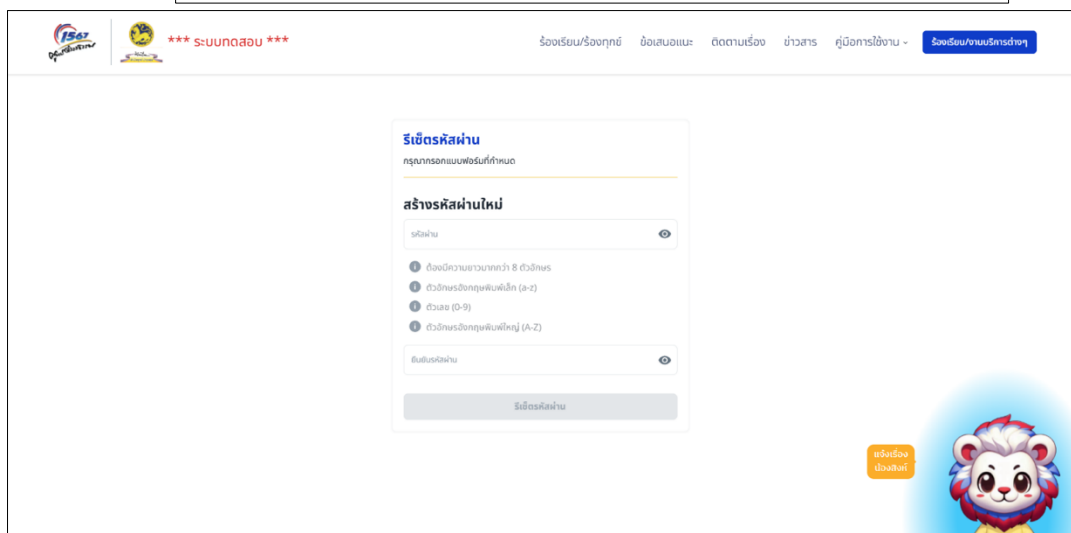 1567
*** ระบบทดสอบ ***
ร้องเรียน/ร้องทุกข์ ข้อเสนอแนะ ติดตามเรื่อง ข่าวสาร คู่มือการใช้งาน ร้องเรียน/งานบริการต่างๆ
รีเซ็ตรหัสผ่าน
กรุณากรอกแบบฟอร์มที่กำหนด
สร้างรหัสผ่านใหม่
รหัสผ่าน
ต้องมีความยาวมากกว่า 8 ตัวอักษร
ตัวอักษรอังกฤษพิมพ์เล็ก (a-z)
ตัวเลข (0-9)
ตัวอักษรอังกฤษพิมพ์ใหญ่ (A-Z)
ยืนยันรหัสผ่าน
รีเซ็ตรหัสผ่าน
แจ้งเรื่อง
น้องสิงห์